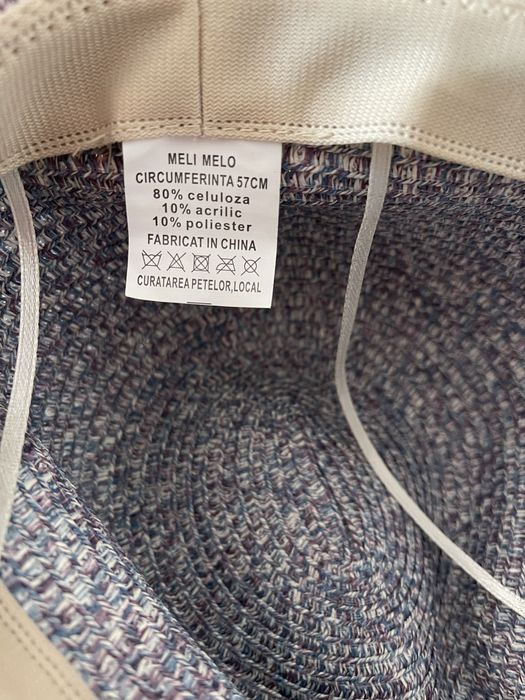 MELI MELO
CIRCUMFERINTA 57CM
80% celuloza
10% acrilic
10% poliester
FABRICAT IN CHINA
CURATAREA PETELOR,LOCAL